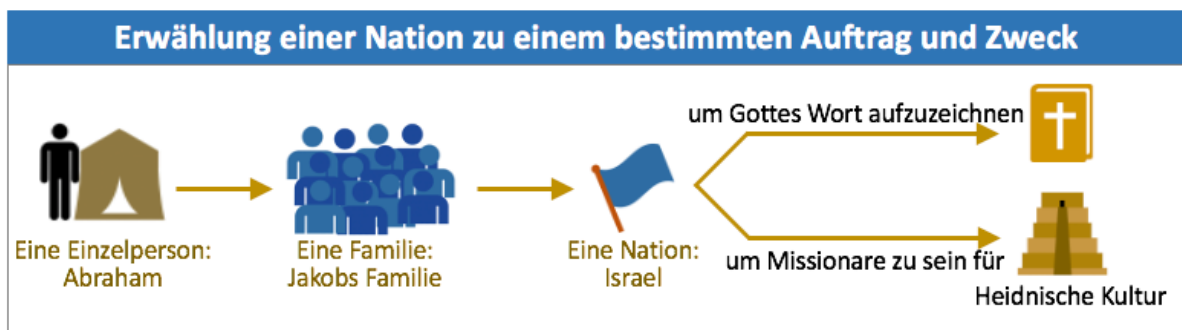 Erwählung einer Nation zu einem bestimmten Auftrag und Zweck
um Gottes Wort aufzuzeichnen
Eine Einzelperson:
Abraham
Eine Familie:
Jakobs Familie
Eine Nation:
Israel
um Missionare zu sein für
Heidnische Kultur